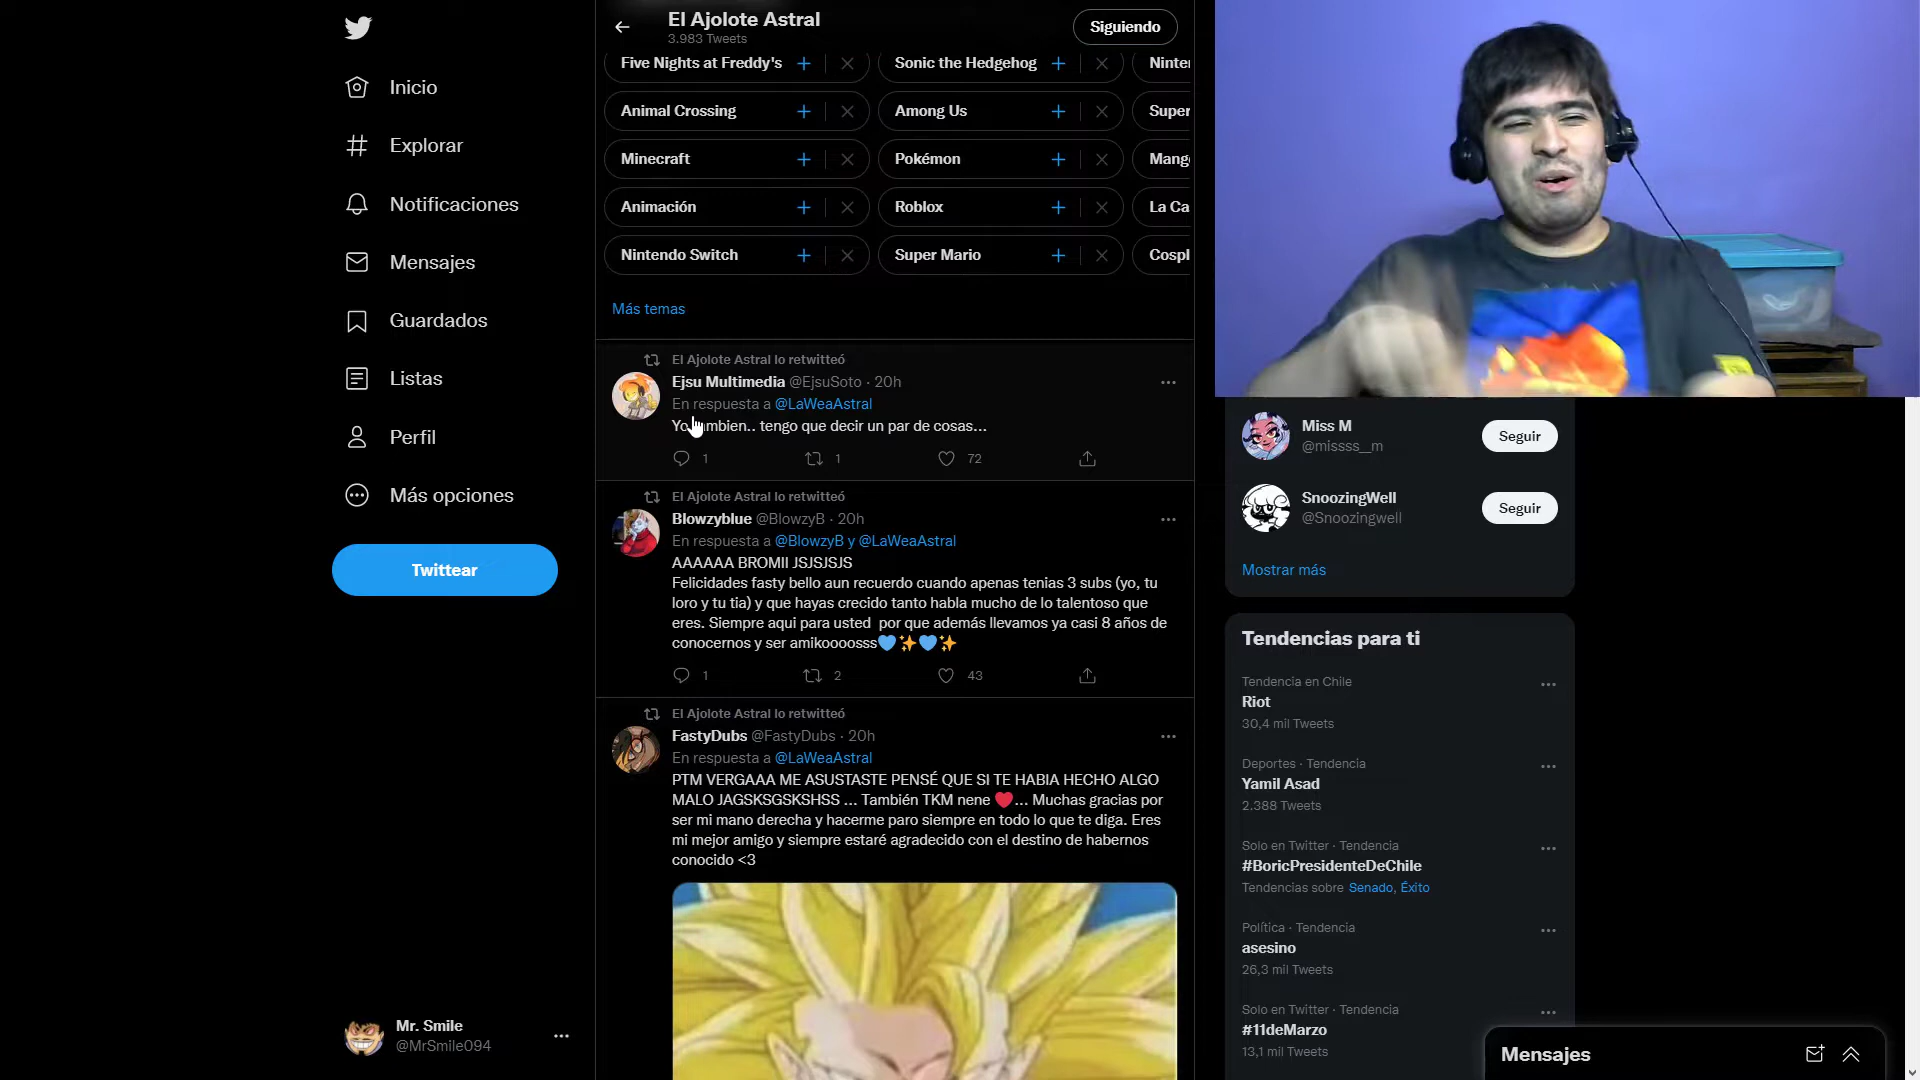 Inicio
Explorar
Notificaciones
Mensajes
Guardados
Listas
Perfil
Más opciones
Twittear
Mr. Smile
@MrSmile094
El Ajolote Astral
3.983 Tweets
Siguiendo
Five Nights at Freddy's
Sonic the Hedgehog
Ninte
Animal Crossing
Among Us
Super
Minecraft
Pokémon
Mang
Animación
Roblox
La Ca
Nintendo Switch
Super Mario
Cospl
Más temas
El Ajolote Astral lo retwitteó
Ejsu Multimedia @EjsuSoto · 20h
En respuesta a @LaWeaAstral
tengo que decir un par de cosas...
1 1 72
El Ajolote Astral lo retwitteó
Blowzyblue @BlowzyB · 20h
En respuesta a @BlowzyB y @LaWeaAstral
AAAAAA BROMII JSJSJSJS
Felicidades fasty bello aun recuerdo cuando apenas tenias 3 subs (yo, tu
loro y tu tia) y que hayas crecido tanto habla mucho de lo talentoso que
eres. Siempre aqui para usted por que además llevamos ya casi 8 años de
conocernos y ser amikoooosss💙✨💙✨
1 2 43
El Ajolote Astral lo retwitteó
FastyDubs @FastyDubs · 20h
En respuesta a @LaWeaAstral
PTM VERGAAA ME ASUSTASTE PENSÉ QUE SI TE HABIA HECHO ALGO
MALO JAGSKSGSKSHSS ... También TKM nene ❤️... Muchas gracias por
ser mi mano derecha y hacerme paro siempre en todo lo que te diga. Eres
mi mejor amigo y siempre estaré agradecido con el destino de habernos
conocido <3
Miss M
@missss__m
Seguir
SnoozingWell
@Snoozingwell
Seguir
Mostrar más
Tendencias para ti
Tendencia en Chile
Riot
30,4 mil Tweets
Deportes · Tendencia
Yamil Asad
2.388 Tweets
Solo en Twitter · Tendencia
#BoricPresidenteDeChile
Tendencias sobre Senado, Éxito
Política · Tendencia
asesino
26,3 mil Tweets
Solo en Twitter · Tendencia
#11deMarzo
13,1 mil Tweets
Mensajes